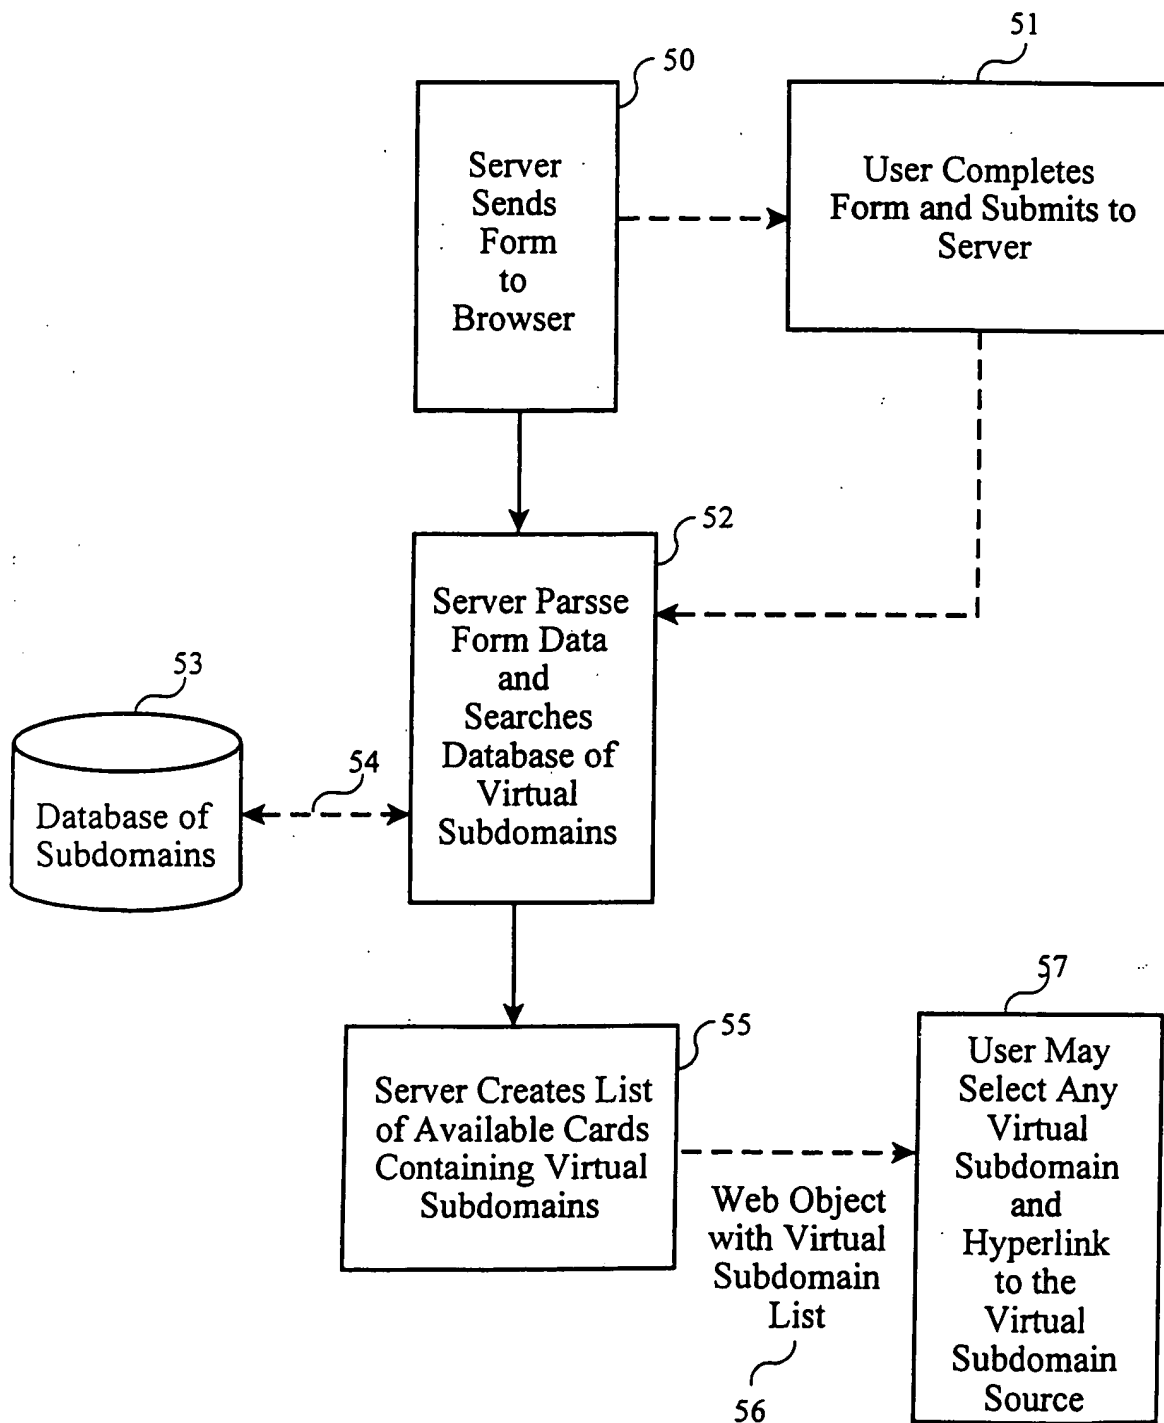 50
Server
Sends
Form
to
Browser
51
User Completes
Form and Submits to
Server
52
Server Parsse
Form Data
and
Searches
Database of
Virtual
Subdomains
53
Database of
Subdomains
54
55
Server Creates List
of Available Cards
Containing Virtual
Subdomains
Web Object
with Virtual
Subdomain
List
56
57
User May
Select Any
Virtual
Subdomain
and
Hyperlink
to the
Virtual
Subdomain
Source